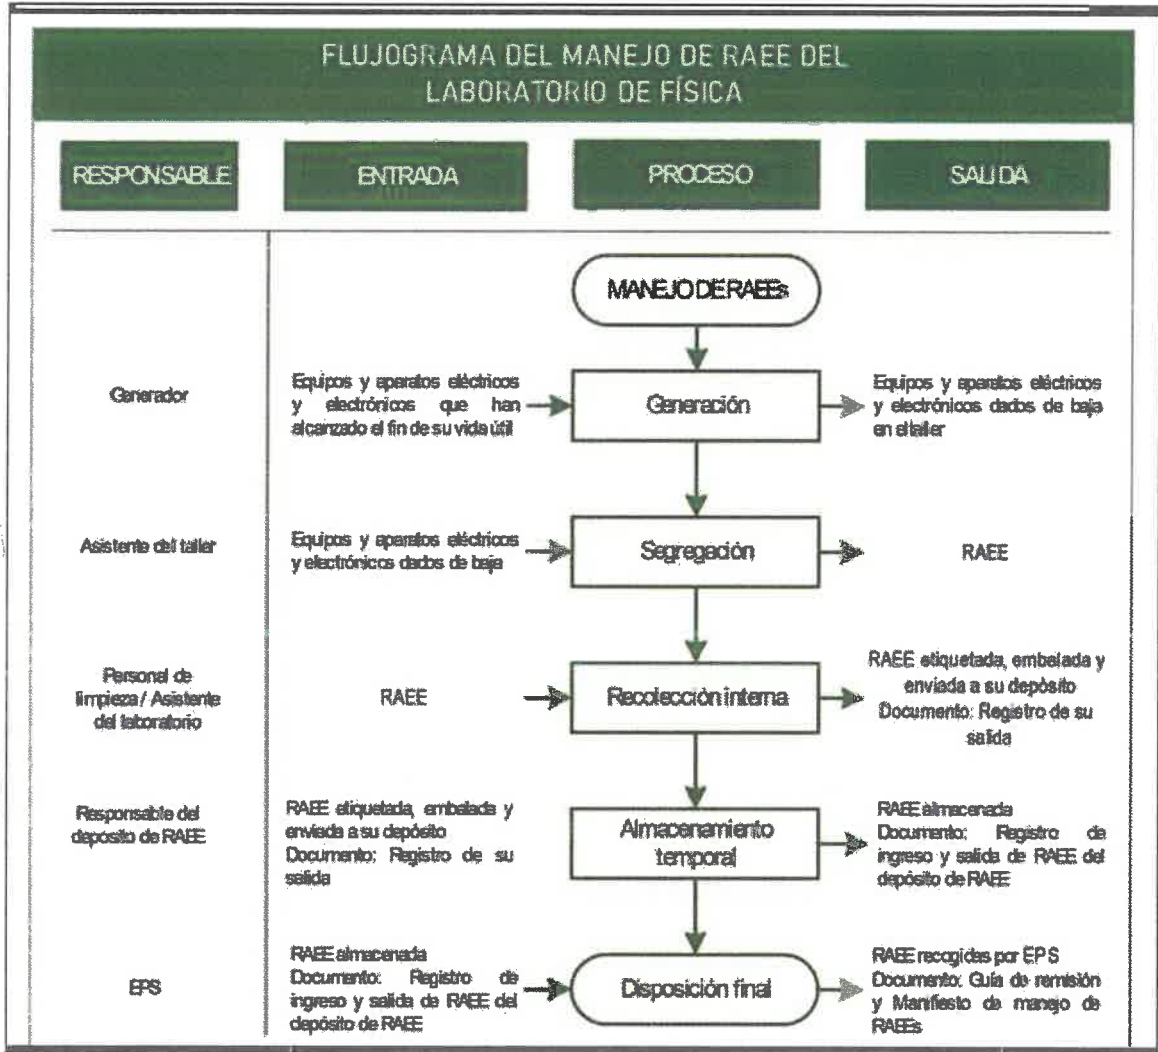 FLUJOGRAMA DEL MANEJO DE RAEE DEL
LABORATORIO DE FÍSICA
RESPONSABLE
ENTRADA
PROCESO
SALIDA
MANEJO DE RAEEs
Generador
Equipos y aparatos eléctricos
y electrónicos que han
alcanzado el fin de su vida útil
Generación
Equipos y aparatos eléctricos
y electrónicos dados de baja
en el taller
Asistente del taller
Equipos y aparatos eléctricos
y electrónicos dados de baja
Segregación
RAEE
Personal de
limpieza / Asistente
del laboratorio
RAEE
Recolección interna
RAEE etiquetada, embalada y
enviada a su depósito
Documento: Registro de su
salida
Responsable del
depósito de RAEE
RAEE etiquetada, embalada y
enviada a su depósito
Documento: Registro de su
salida
Almacenamiento
temporal
RAEE almacenada
Documento: Registro de
ingreso y salida de RAEE del
depósito de RAEE
EPS
RAEE almacenada
Documento: Registro de
ingreso y salida de RAEE del
depósito de RAEE
Disposición final
RAEE recogidas por EPS
Documento: Guía de remisión
y Manifiesto de manejo de
RAEEs